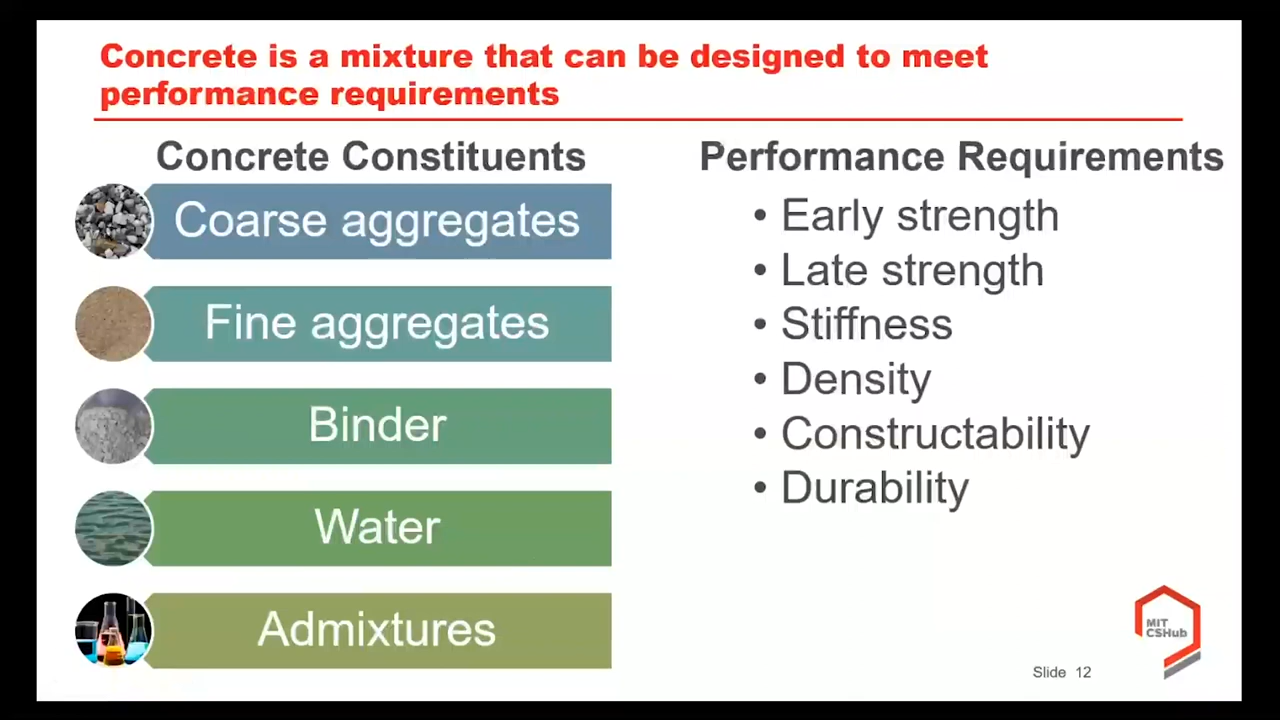 Concrete is a mixture that can be designed to meet
performance requirements
Concrete Constituents
Coarse aggregates
Fine aggregates
Binder
Water
Admixtures
Performance Requirements
• Early strength
• Late strength
• Stiffness
• Density
• Constructability
• Durability
MIT
CSHub
Slide 12